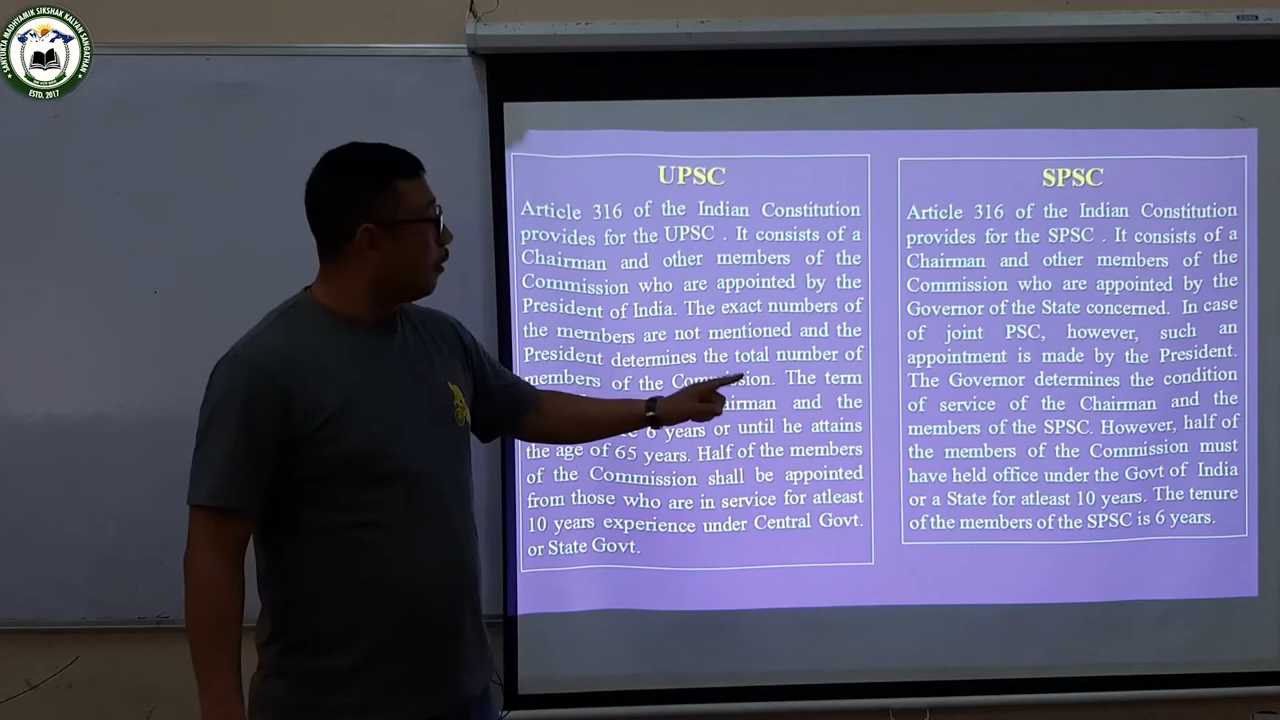 SANYUKTA MADHYAMIK SIKSHAK KALYAN SANGATHAN
ESTD. 2017
UPSC
Article 316 of the Indian Constitution
provides for the UPSC . It consists of a
Chairman and other members of the
Commission who are appointed by the
President of India. The exact numbers of
the members are not mentioned and the
President determines the total number of
members of the Commission. The term
airman and the
6 years or until he attains
the age of 65 years. Half of the members
of the Commission shall be appointed
from those who are in service for atleast
10 years experience under Central Govt.
or State Govt.
SPSC
Article 316 of the Indian Constitution
provides for the SPSC . It consists of a
Chairman and other members of the
Commission who are appointed by the
Governor of the State concerned. In case
of joint PSC, however, such an
appointment is made by the President.
The Governor determines the condition
of service of the Chairman and the
members of the SPSC. However, half of
the members of the Commission must
have held office under the Govt of India
or a State for atleast 10 years. The tenure
of the members of the SPSC is 6 years.